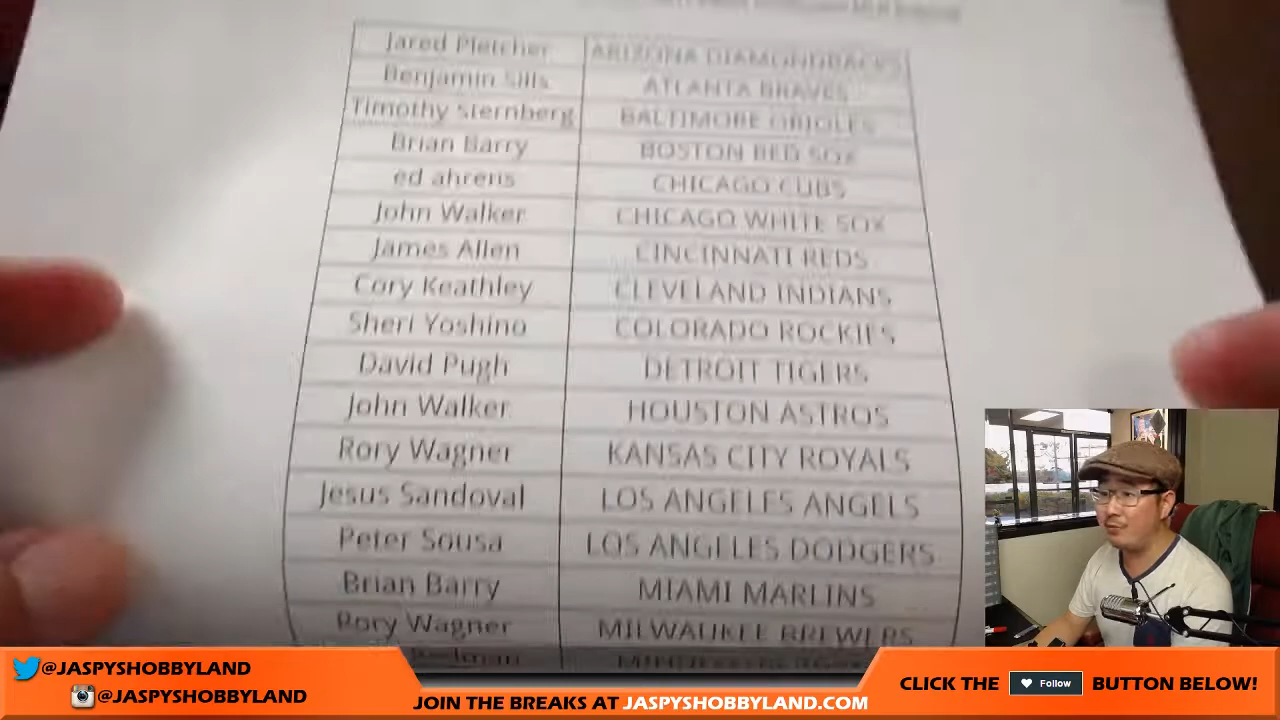 Jared Pletcher ARIZONA DIAMONDBACKS
Benjamin Sills ATLANTA BRAVES
Timothy Sternberg BALTIMORE ORIOLES
Brian Barry BOSTON RED SOX
ed ahrens CHICAGO CUBS
John Walker CHICAGO WHITE SOX
James Allen CINCINNATI REDS
Cory Keathley CLEVELAND INDIANS
Sheri Yoshino COLORADO ROCKIES
David Pugh DETROIT TIGERS
John Walker HOUSTON ASTROS
Rory Wagner KANSAS CITY ROYALS
Jesus Sandoval LOS ANGELES ANGELS
Peter Sousa LOS ANGELES DODGERS
Brian Barry MIAMI MARLINS
Rory Wagner MILWAUKEE BREWERS
@JASPYSHOBBYLAND
@JASPYSHOBBYLAND
JOIN THE BREAKS AT JASPYSHOBBYLAND.COM
CLICK THE Follow BUTTON BELOW!